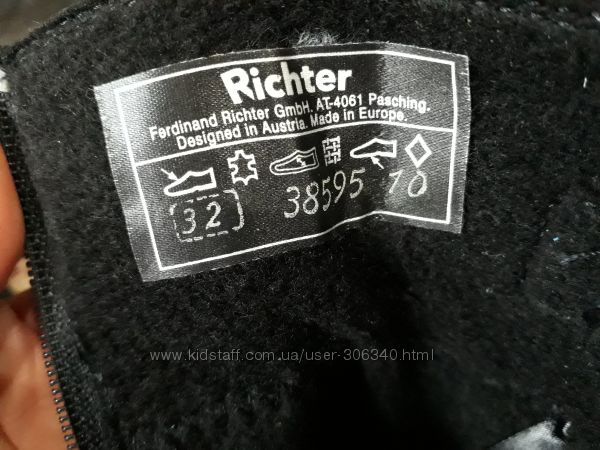 Richter
Ferdinand Richter GmbH. AT-4061 Pasching.
Designed in Austria. Made in Europe.
32 38595 10
www.kidstaff.com.ua/user-306340.html